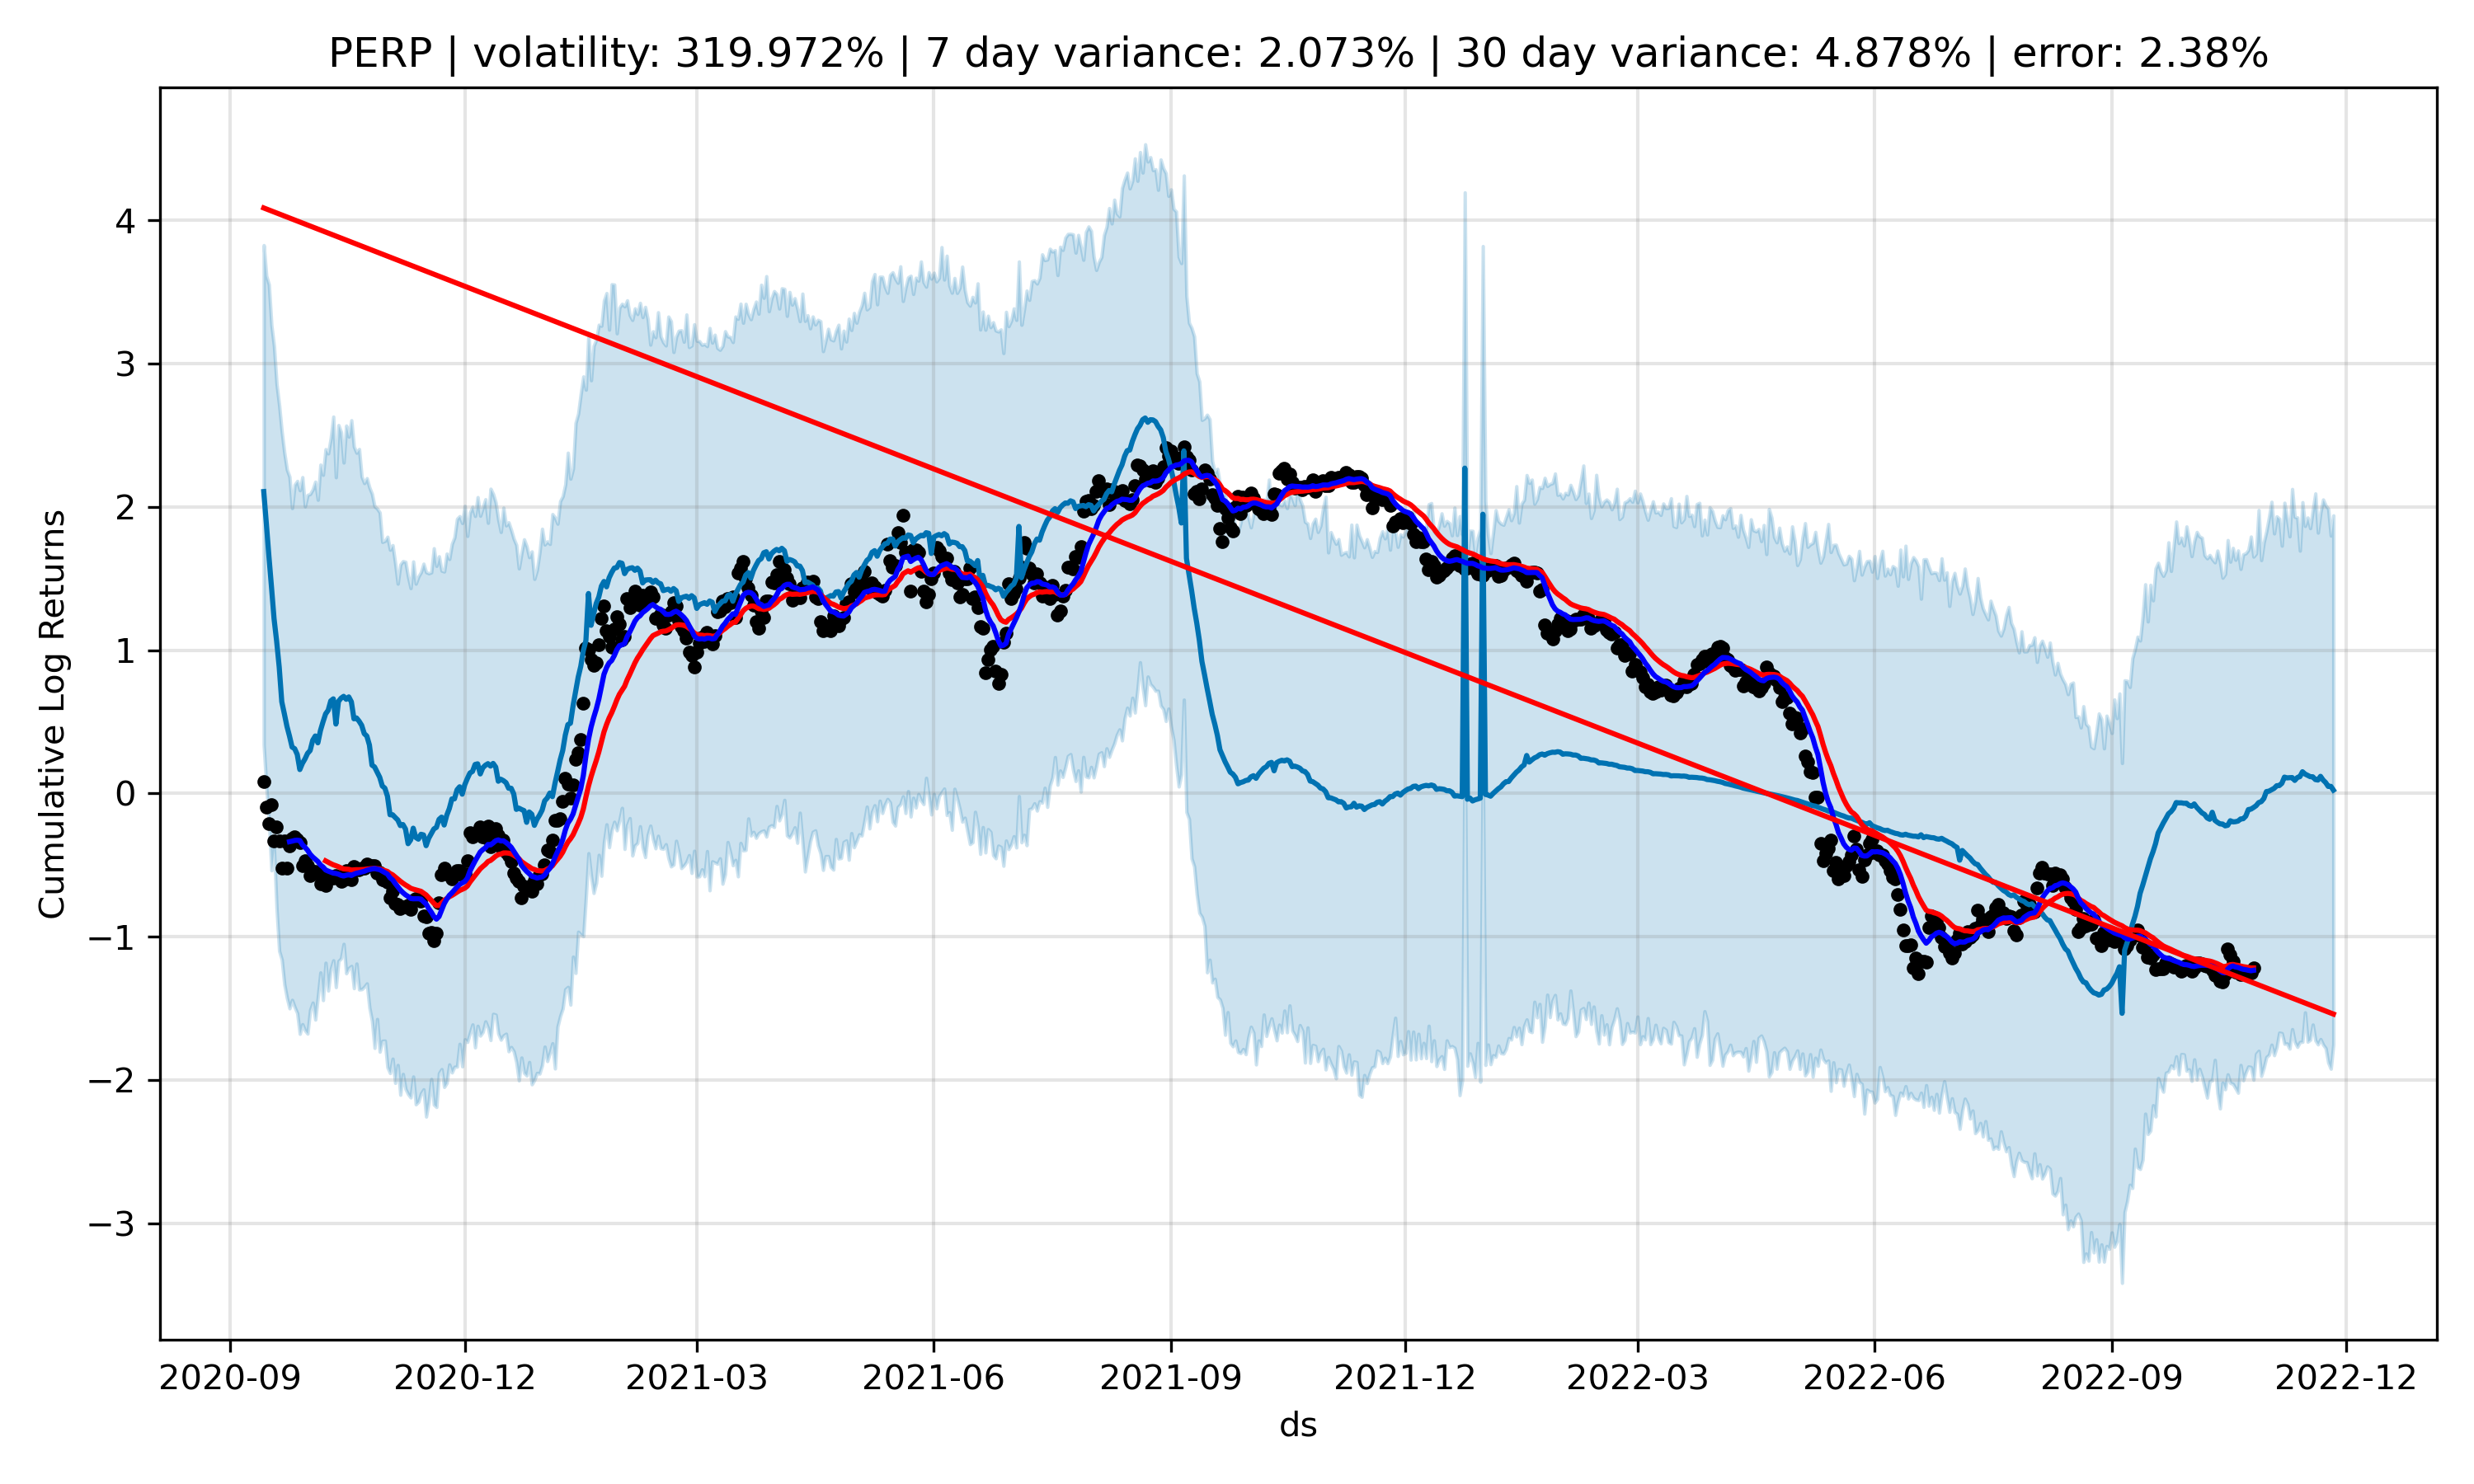 PERP | volatility: 319.972% | 7 day variance: 2.073% | 30 day variance: 4.878% | error: 2.38%
Cumulative Log Returns
4
3
2
1
0
−1
−2
−3
2020-09 2020-12 2021-03 2021-06 2021-09 2021-12 2022-03 2022-06 2022-09 2022-12
ds